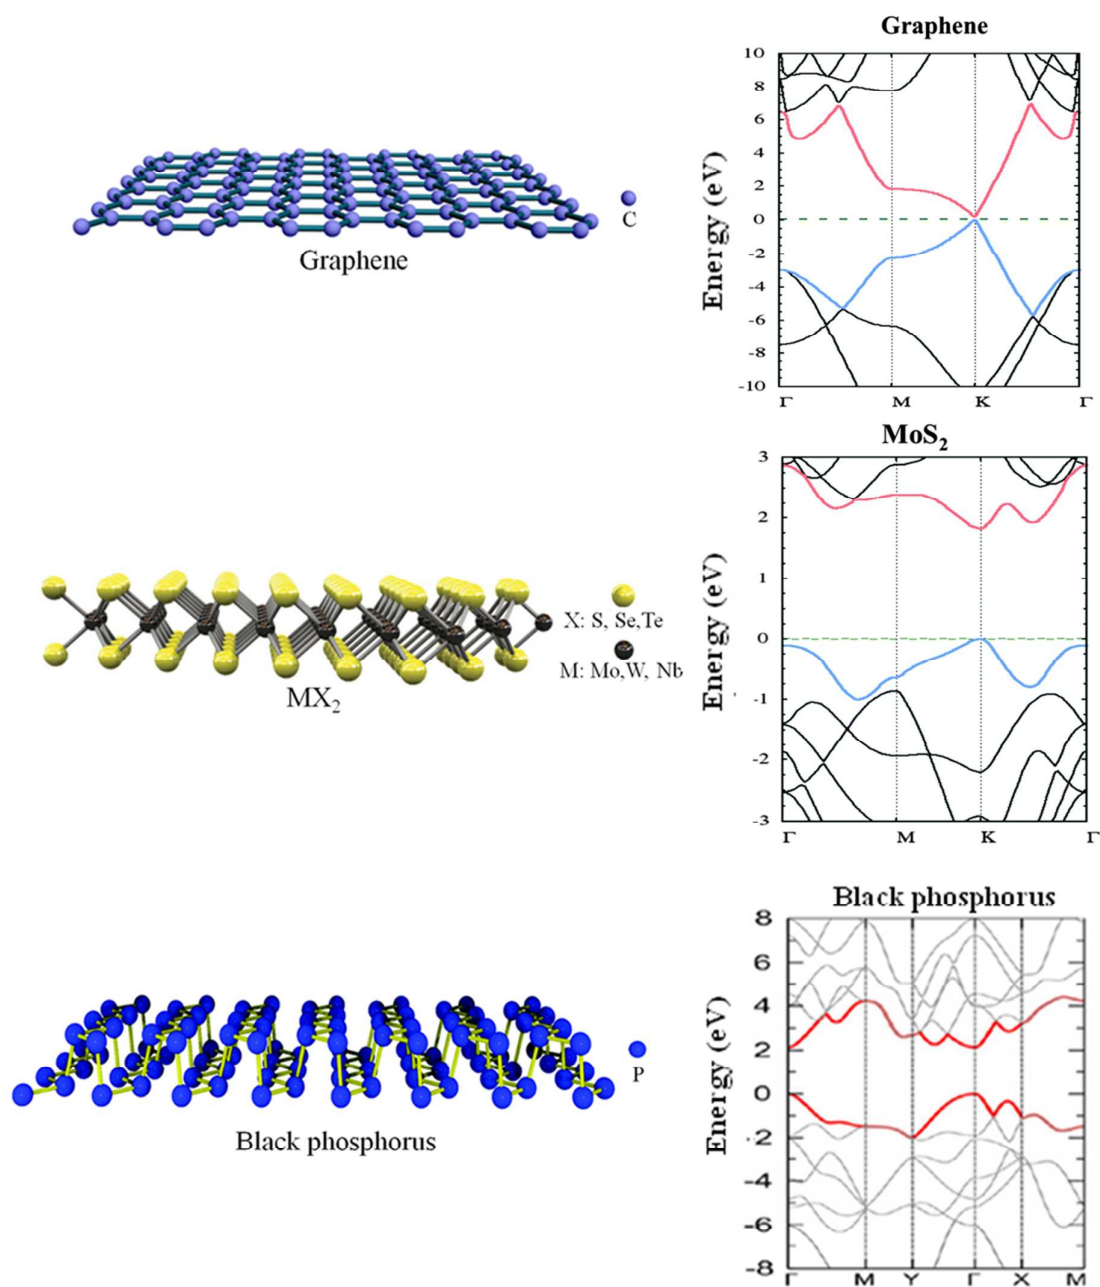 Graphene
10
8
6
4
2
0
-2
-4
-6
-8
-10
Energy (eV)
Γ M K Γ
C
Graphene
MoS₂
3
2
1
0
-1
-2
-3
Energy (eV)
Γ M K Γ
X: S, Se,Te
M: Mo,W, Nb
MX₂
Black phosphorus
8
6
4
2
0
-2
-4
-6
-8
Energy (eV)
Γ M Y Γ X M
P
Black phosphorus